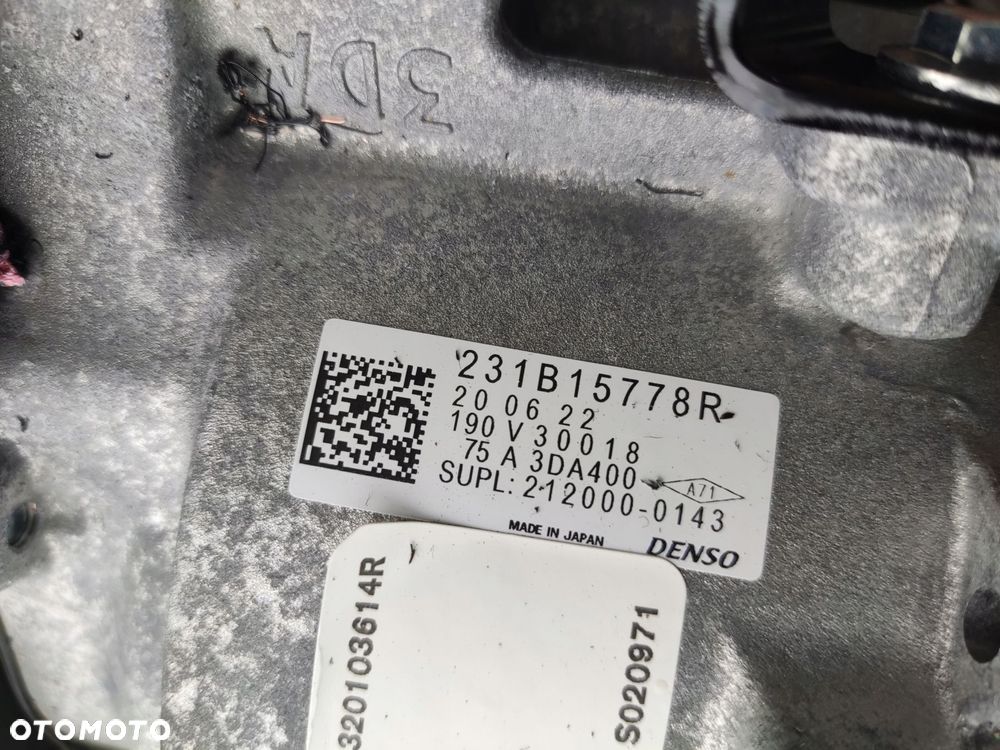 3DA
231B15778R
20 06 22
190 V 30018
75 A 3DA400
A71
SUPL: 212000-0143
MADE IN JAPAN
DENSO
320103614R
S020971
OTOMOTO